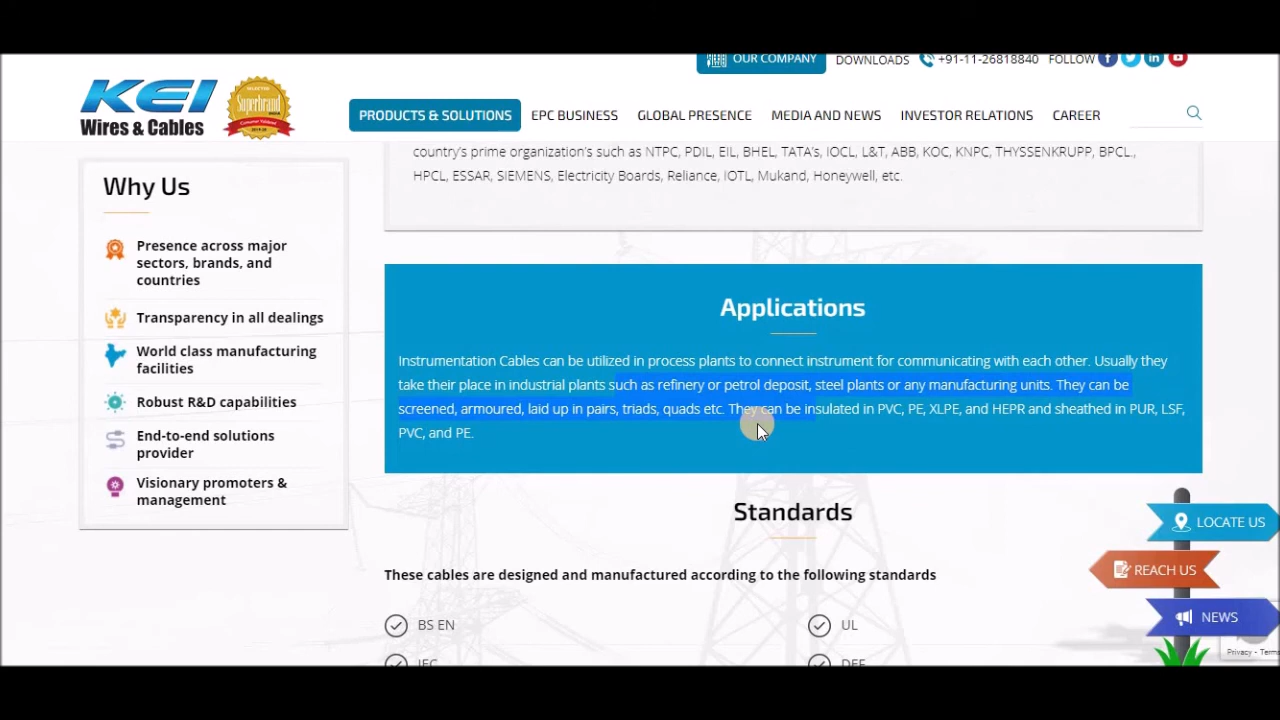 OUR COMPANY DOWNLOADS +91-11-26818840 FOLLOW
KEI
Wires & Cables
Superbrand
PRODUCTS & SOLUTIONS EPC BUSINESS GLOBAL PRESENCE MEDIA AND NEWS INVESTOR RELATIONS CAREER
country's prime organization's such as NTPC, PDIL, EIL, BHEL, TATA's, IOCL, L&T, ABB, KOC, KNPC, THYSSENKRUPP, BPCL.,
HPCL, ESSAR, SIEMENS, Electricity Boards, Reliance, IOTL, Mukand, Honeywell, etc.
Why Us
Presence across major
sectors, brands, and
countries
Transparency in all dealings
World class manufacturing
facilities
Robust R&D capabilities
End-to-end solutions
provider
Visionary promoters &
management
Applications
Instrumentation Cables can be utilized in process plants to connect instrument for communicating with each other. Usually they
take their place in industrial plants such as refinery or petrol deposit, steel plants or any manufacturing units. They can be
screened, armoured, laid up in pairs, triads, quads etc. They can be insulated in PVC, PE, XLPE, and HEPR and sheathed in PUR, LSF,
PVC, and PE.
Standards
These cables are designed and manufactured according to the following standards
BS EN UL
IEC DEF
LOCATE US
REACH US
NEWS
Privacy - Terms